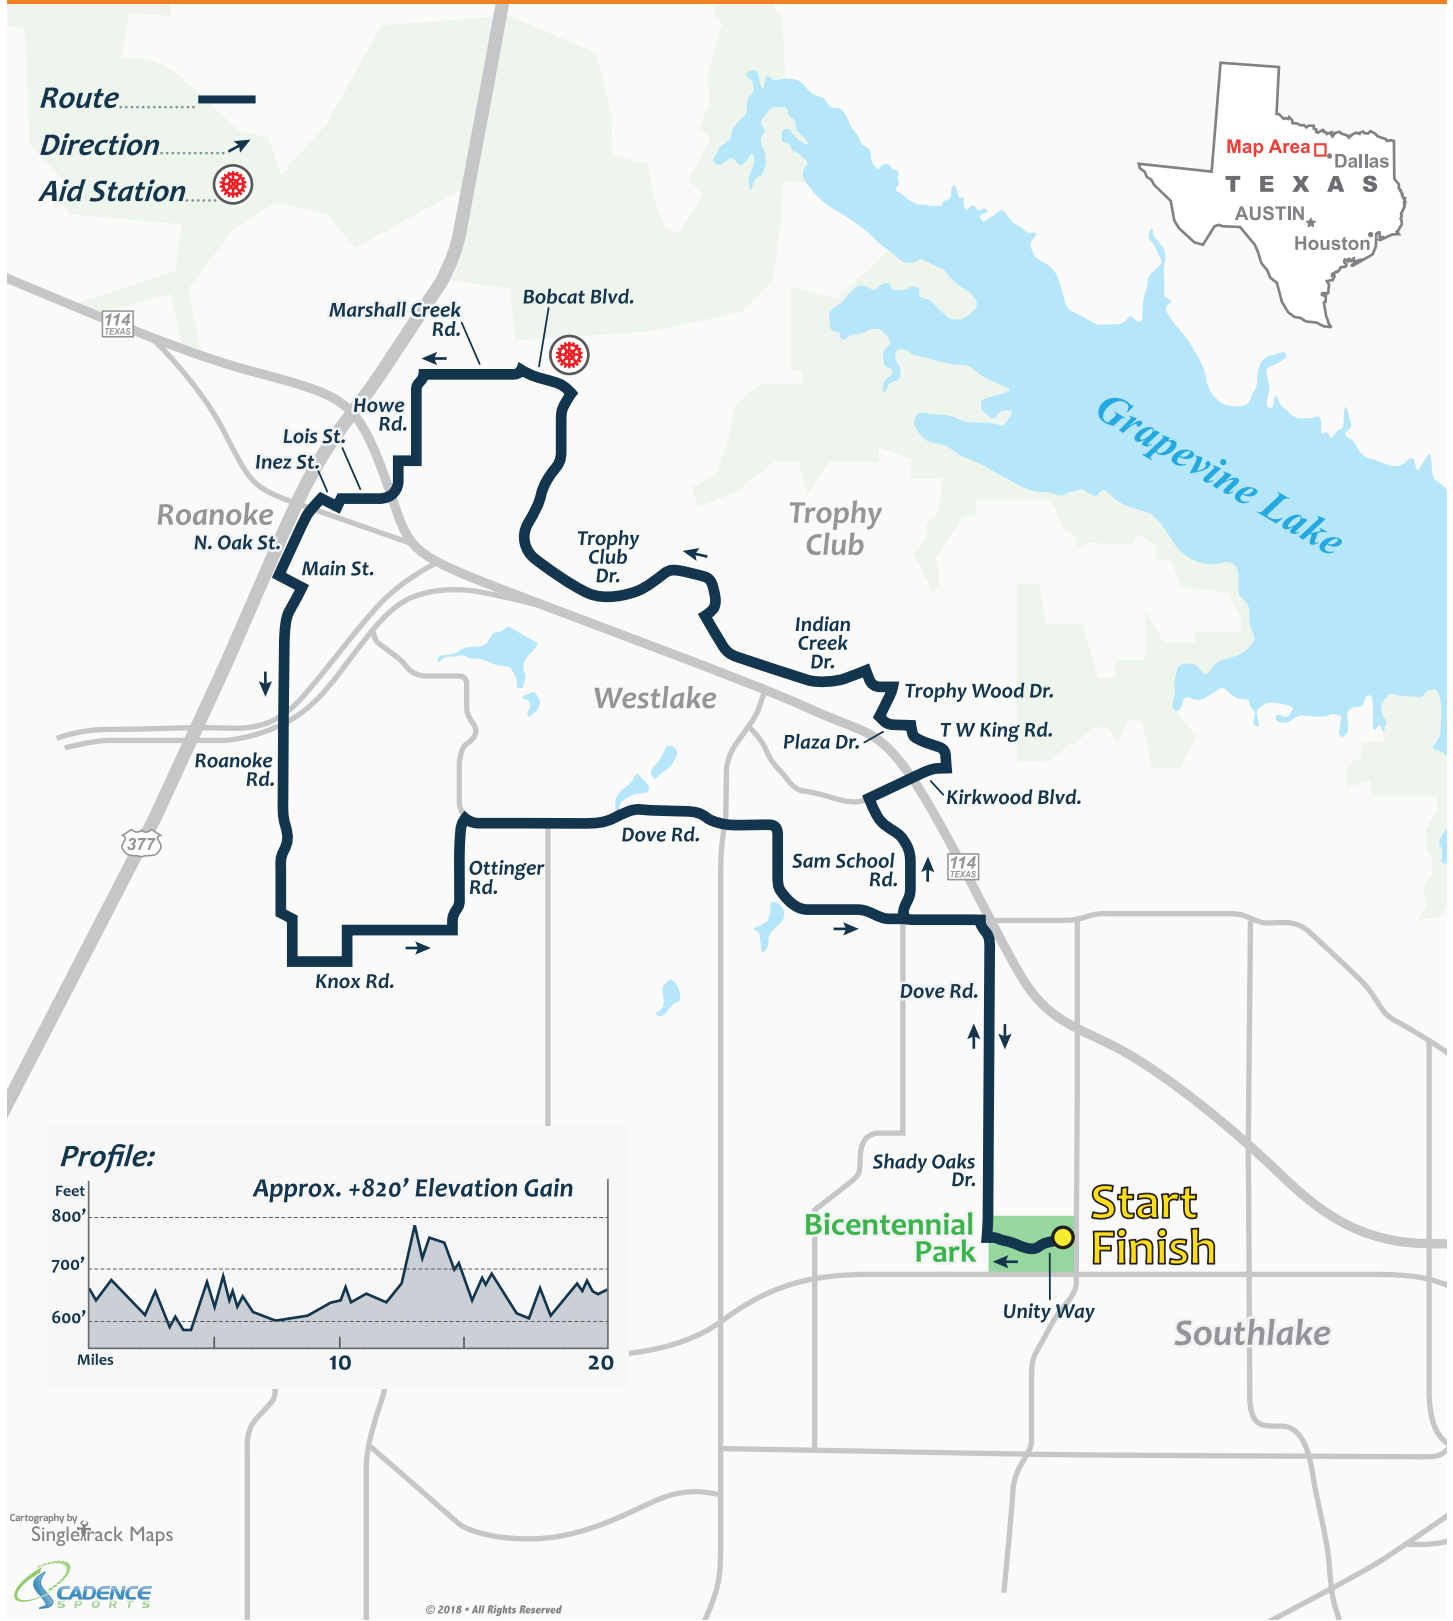 Route
Direction
Aid Station
Map Area
Dallas
TEXAS
AUSTIN
Houston
114
TEXAS
Marshall Creek
Rd.
Bobcat Blvd.
Howe
Rd.
Lois St.
Inez St.
Roanoke
N. Oak St.
Main St.
Trophy
Club
Dr.
Trophy
Club
Grapevine Lake
Indian
Creek
Dr.
Westlake
Trophy Wood Dr.
T W King Rd.
Plaza Dr.
Roanoke
Rd.
Kirkwood Blvd.
377
Dove Rd.
Ottinger
Rd.
Sam School
Rd.
114
TEXAS
Knox Rd.
Dove Rd.
Shady Oaks
Dr.
Bicentennial
Park
Start
Finish
Unity Way
Southlake
Profile:
Approx. +820' Elevation Gain
Feet
800'
700'
600'
Miles
10
20
Cartography by
SingleTrack Maps
CADENCE
SPORTS
© 2018 • All Rights Reserved